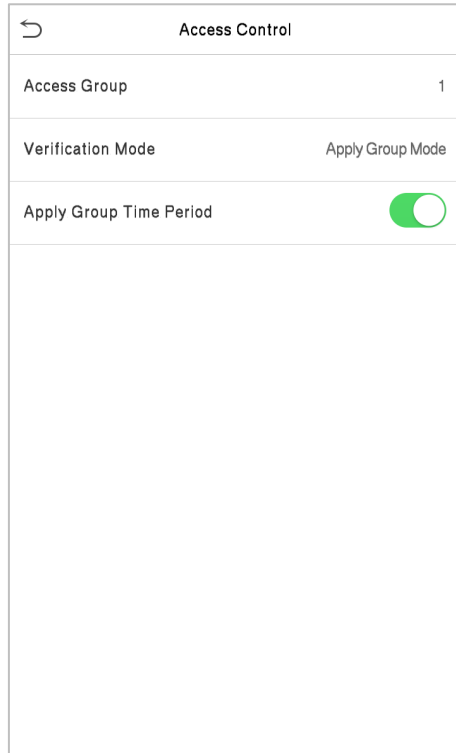 Access Control
Access Group 1
Verification Mode Apply Group Mode
Apply Group Time Period